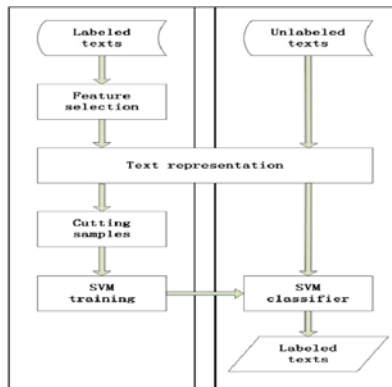 Labeled
texts
Unlabeled
texts
Feature
selection
Text representation
Cutting
samples
SVM
training
SVM
classifier
Labeled
texts